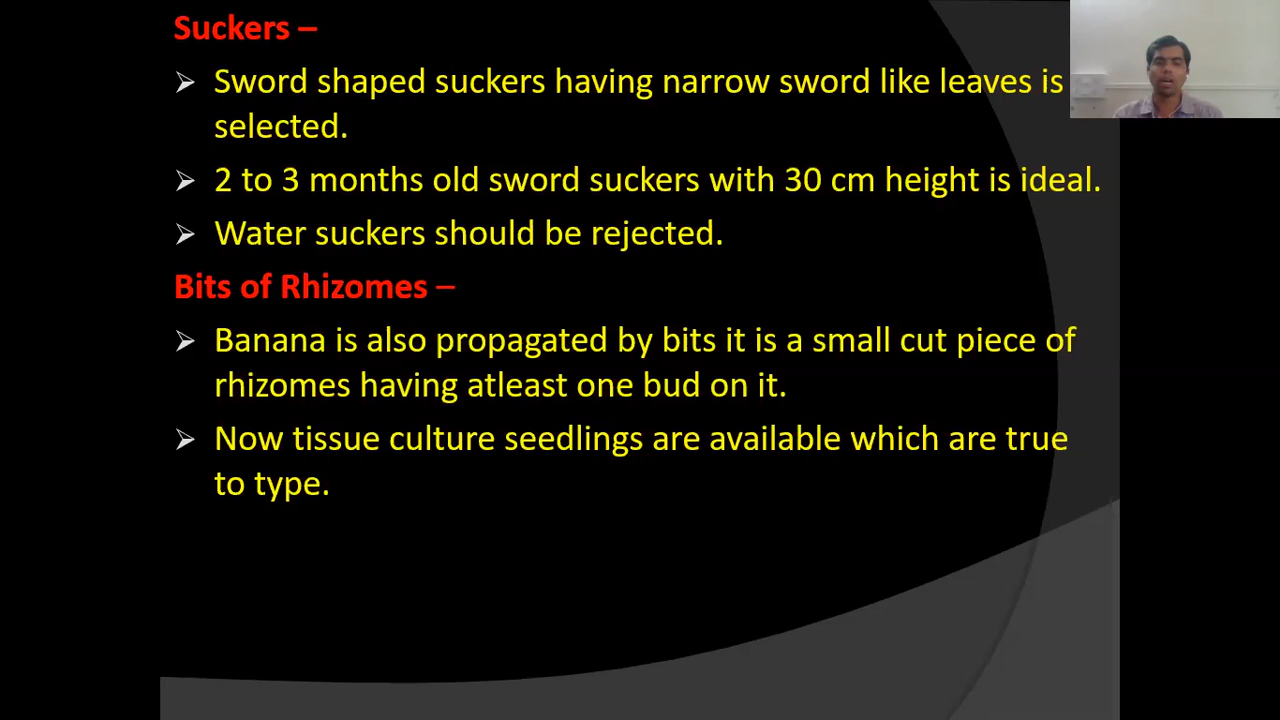 Suckers –
Sword shaped suckers having narrow sword like leaves is
selected.
2 to 3 months old sword suckers with 30 cm height is ideal.
Water suckers should be rejected.
Bits of Rhizomes –
Banana is also propagated by bits it is a small cut piece of
rhizomes having atleast one bud on it.
Now tissue culture seedlings are available which are true
to type.